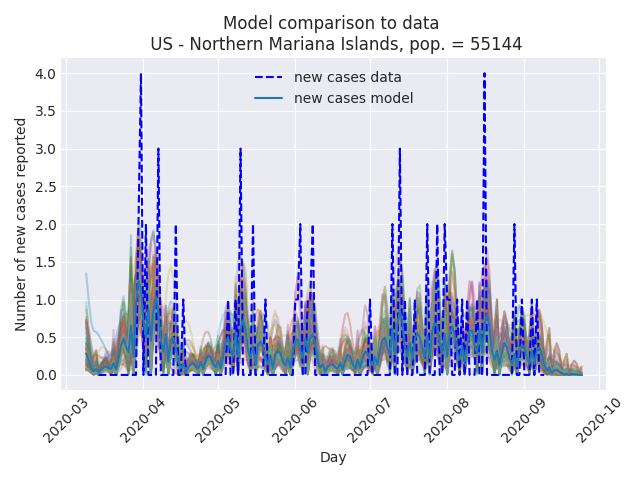 Model comparison to data
US - Northern Mariana Islands, pop. = 55144
new cases data
new cases model
Number of new cases reported
4.0
3.5
3.0
2.5
2.0
1.5
1.0
0.5
0.0
2020-03
2020-04
2020-05
2020-06
2020-07
2020-08
2020-09
2020-10
Day